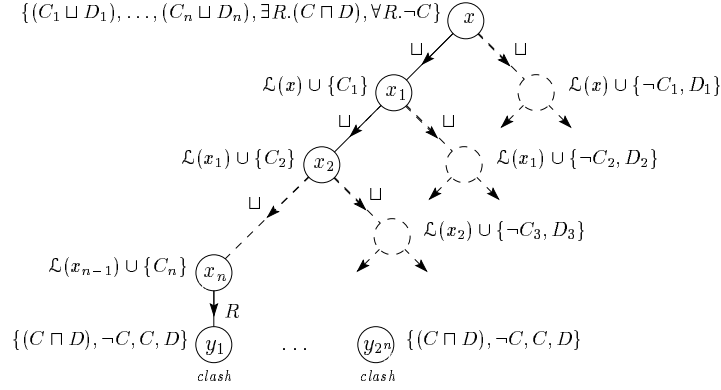 {(C₁ ⊔ D₁), …, (Cₙ ⊔ Dₙ), ∃R.(C ⊓ D), ∀R.¬C} x
⊔ ⊔
ℒ(x) ∪ {C₁} x₁ ℒ(x) ∪ {¬C₁, D₁}
⊔ ⊔
ℒ(x₁) ∪ {C₂} x₂ ℒ(x₁) ∪ {¬C₂, D₂}
⊔ ⊔
ℒ(x₂) ∪ {¬C₃, D₃}
ℒ(xₙ₋₁) ∪ {Cₙ} xₙ
R
{(C ⊓ D), ¬C, C, D} y₁ … y₂ⁿ {(C ⊓ D), ¬C, C, D}
clash clash